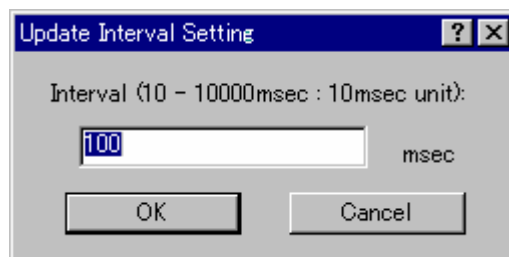 Update Interval Setting
Interval (10 - 10000msec : 10msec unit):
100
msec
OK
Cancel